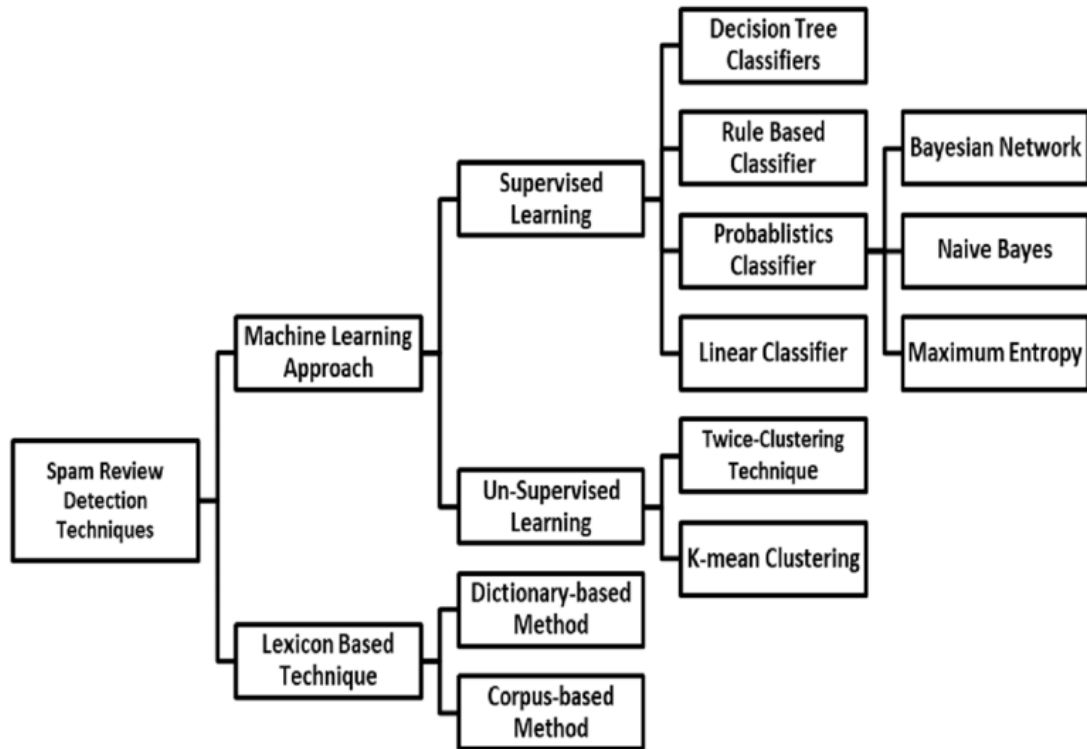 Decision Tree
Classifiers
Rule Based
Classifier
Bayesian Network
Supervised
Learning
Probablistics
Classifier
Naive Bayes
Machine Learning
Approach
Linear Classifier
Maximum Entropy
Spam Review
Detection
Techniques
Un-Supervised
Learning
Twice-Clustering
Technique
K-mean Clustering
Lexicon Based
Technique
Dictionary-based
Method
Corpus-based
Method